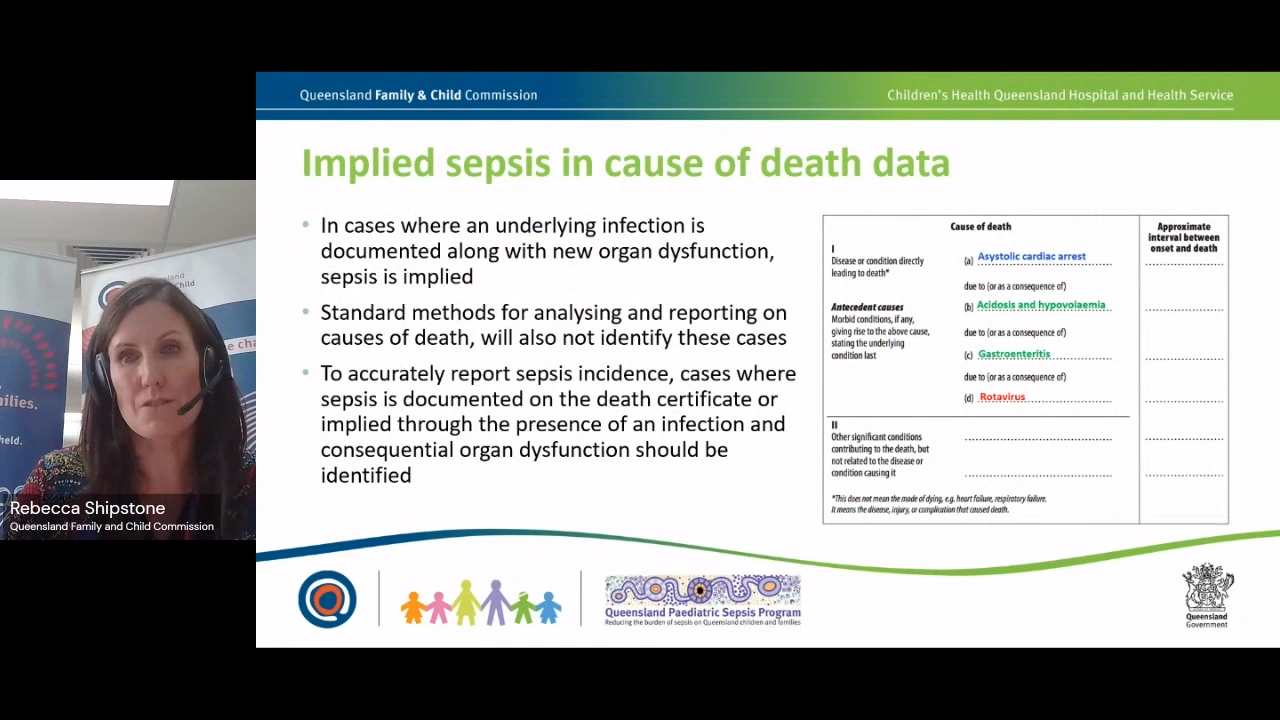 Queensland Family & Child Commission
Children's Health Queensland Hospital and Health Service
Implied sepsis in cause of death data
• In cases where an underlying infection is
documented along with new organ dysfunction,
sepsis is implied
• Standard methods for analysing and reporting on
causes of death, will also not identify these cases
• To accurately report sepsis incidence, cases where
sepsis is documented on the death certificate or
implied through the presence of an infection and
consequential organ dysfunction should be
identified
Cause of death
Approximate
interval between
onset and death
I
Disease or condition directly
leading to death*
(a) Asystolic cardiac arrest
due to (or as a consequence of)
Antecedent causes
Morbid conditions, if any,
giving rise to the above cause,
stating the underlying
condition last
(b) Acidosis and hypovolaemia
due to (or as a consequence of)
(c) Gastroenteritis
due to (or as a consequence of)
(d) Rotavirus
II
Other significant conditions
contributing to the death, but
not related to the disease or
condition causing it
*This does not mean the mode of dying, e.g. heart failure, respiratory failure.
It means the disease, injury, or complication that caused death.
milies.
held.
Child
e cha
Rebecca Shipstone
Queensland Family and Child Commission
Queensland Paediatric Sepsis Program
Reducing the burden of sepsis on Queensland children and families
Queensland
Government